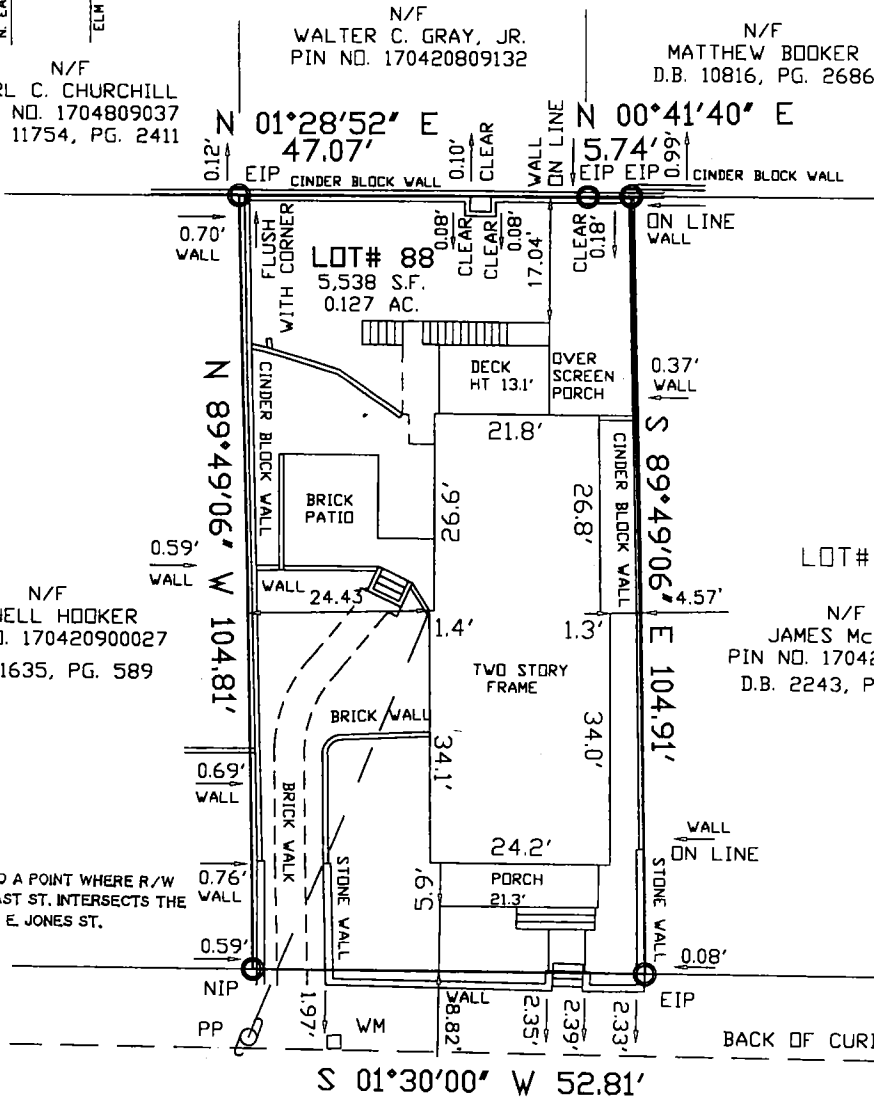 N. EA
ELM
N/F
WALTER C. GRAY, JR.
PIN NO. 170420809132
N/F
MATTHEW BOOKER
D.B. 10816, PG. 2686
N/F
RL C. CHURCHILL
NO. 1704809037
11754, PG. 2411
N 01°28'52" E
47.07'
N 00°41'40" E
5.74'
0.12'
EIP
CINDER BLOCK WALL
0.10'
CLEAR
WALL
ON LINE
EIP
EIP
0.99'
CINDER BLOCK WALL
0.70'
WALL
FLUSH
WITH CORNER
LOT# 88
5,538 S.F.
0.127 AC.
0.08'
CLEAR
CLEAR
0.08'
17.04'
CLEAR
0.18'
ON LINE
WALL
DECK
HT 13.1'
OVER
SCREEN
PORCH
0.37'
WALL
N 89°49'06" W 104.81'
CINDER BLOCK WALL
21.8'
26.6'
26.8'
CINDER BLOCK WALL
S 89°49'06" E 104.91'
BRICK
PATIO
0.59'
WALL
WALL
24.43
1.4'
1.3'
4.57'
LOT#
N/F
NELL HOOKER
O. 170420900027
1635, PG. 589
N/F
JAMES Mc
PIN NO. 17042
D.B. 2243, P
TWO STORY
FRAME
BRICK WALL
34.1'
34.0'
0.69'
WALL
BRICK WALK
24.2'
WALL
ON LINE
O A POINT WHERE R/W
AST ST. INTERSECTS THE
E. JONES ST.
0.76'
WALL
STONE WALL
5.9'
PORCH
21.3'
STONE WALL
0.59'
0.08'
NIP
EIP
PP
1.97'
WM
WALL
8.82'
2.35'
2.39'
2.33'
BACK OF CURB
S 01°30'00" W 52.81'